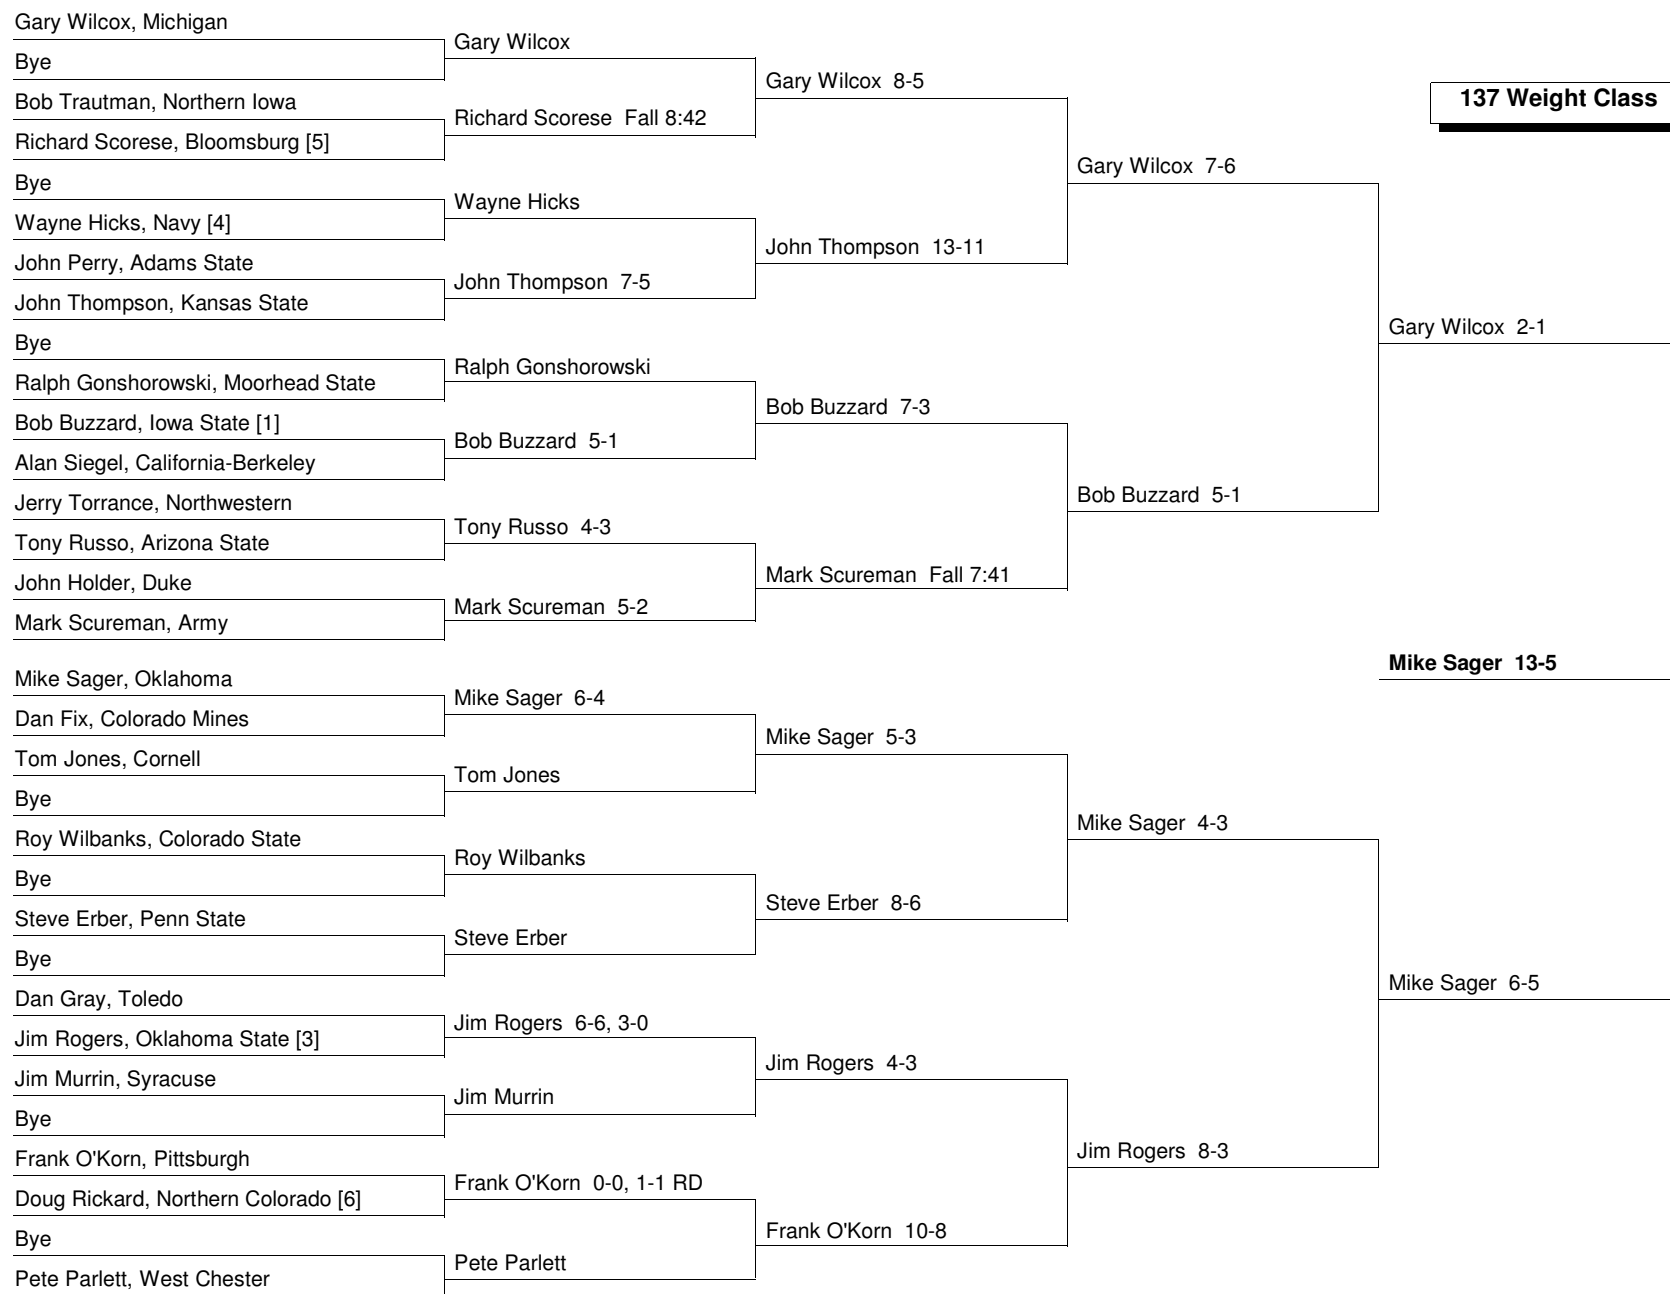 Gary Wilcox, Michigan
Bye
Bob Trautman, Northern Iowa
Richard Scorese, Bloomsburg [5]
Bye
Wayne Hicks, Navy [4]
John Perry, Adams State
John Thompson, Kansas State
Bye
Ralph Gonshorowski, Moorhead State
Bob Buzzard, Iowa State [1]
Alan Siegel, California-Berkeley
Jerry Torrance, Northwestern
Tony Russo, Arizona State
John Holder, Duke
Mark Scureman, Army
Mike Sager, Oklahoma
Dan Fix, Colorado Mines
Tom Jones, Cornell
Bye
Roy Wilbanks, Colorado State
Bye
Steve Erber, Penn State
Bye
Dan Gray, Toledo
Jim Rogers, Oklahoma State [3]
Jim Murrin, Syracuse
Bye
Frank O'Korn, Pittsburgh
Doug Rickard, Northern Colorado [6]
Bye
Pete Parlett, West Chester
Gary Wilcox
Richard Scorese Fall 8:42
Wayne Hicks
John Thompson 7-5
Ralph Gonshorowski
Bob Buzzard 5-1
Tony Russo 4-3
Mark Scureman 5-2
Mike Sager 6-4
Tom Jones
Roy Wilbanks
Steve Erber
Jim Rogers 6-6, 3-0
Jim Murrin
Frank O'Korn 0-0, 1-1 RD
Pete Parlett
Gary Wilcox 8-5
John Thompson 13-11
Bob Buzzard 7-3
Mark Scureman Fall 7:41
Mike Sager 5-3
Steve Erber 8-6
Jim Rogers 4-3
Frank O'Korn 10-8
Gary Wilcox 7-6
Bob Buzzard 5-1
Mike Sager 4-3
Jim Rogers 8-3
137 Weight Class
Gary Wilcox 2-1
Mike Sager 13-5
Mike Sager 6-5